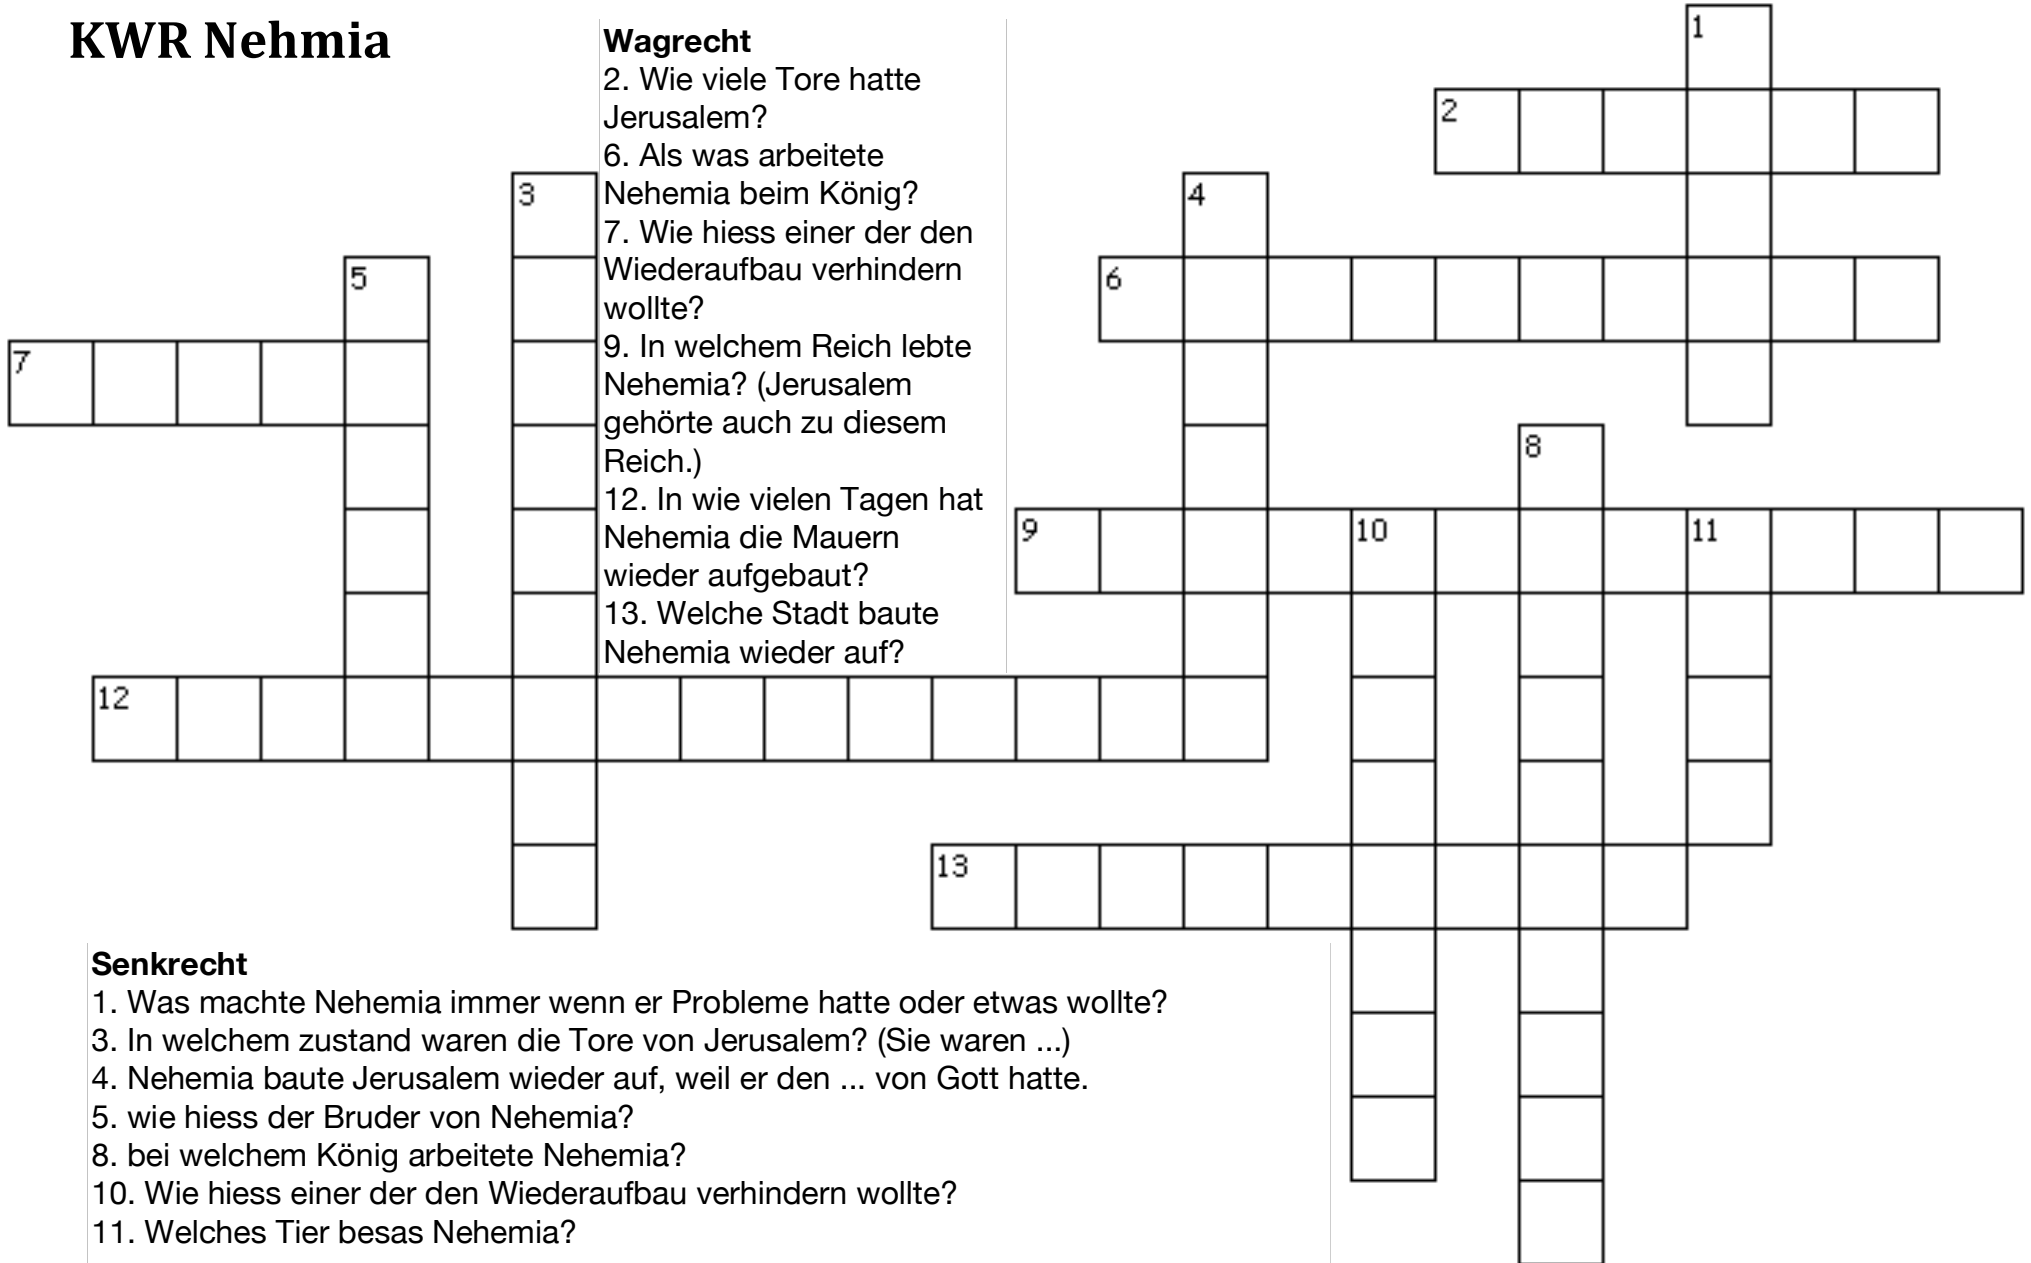 KWR Nehmia
Wagrecht
2. Wie viele Tore hatte
Jerusalem?
6. Als was arbeitete
Nehemia beim König?
7. Wie hiess einer der den
Wiederaufbau verhindern
wollte?
9. In welchem Reich lebte
Nehemia? (Jerusalem
gehörte auch zu diesem
Reich.)
12. In wie vielen Tagen hat
Nehemia die Mauern
wieder aufgebaut?
13. Welche Stadt baute
Nehemia wieder auf?
1
2
3
4
5
6
7
8
9
10
11
12
13
Senkrecht
1. Was machte Nehemia immer wenn er Probleme hatte oder etwas wollte?
3. In welchem zustand waren die Tore von Jerusalem? (Sie waren ...)
4. Nehemia baute Jerusalem wieder auf, weil er den ... von Gott hatte.
5. wie hiess der Bruder von Nehemia?
8. bei welchem König arbeitete Nehemia?
10. Wie hiess einer der den Wiederaufbau verhindern wollte?
11. Welches Tier besas Nehemia?